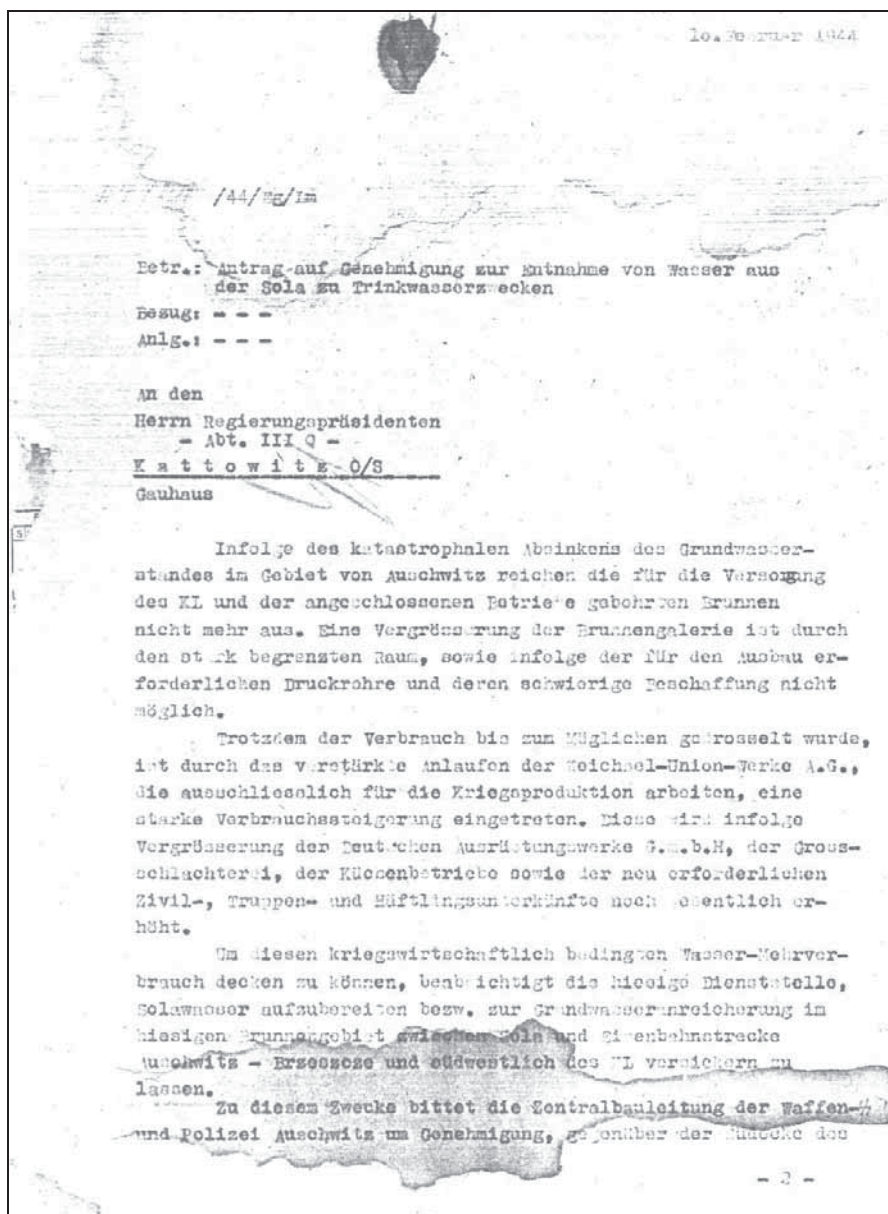 10.Februar 1944
/44/Eg/Lm
Betr.: Antrag auf Genehmigung zur Entnahme von Wasser aus
der Sola zu Trinkwasserzwecken
Bezug: - - -
Anlg.: - - -
An den
Herrn Regierungspräsidenten
- Abt. III Q -
K a t t o w i t z O/S
Gauhaus
Infolge des katastrophalen Absinkens des Grundwasser-
standes im Gebiet von Auschwitz reichen die für die Versorgung
des KL und der angeschlossenen Betriebe gebohrten Brunnen
nicht mehr aus. Eine Vergrösserung der Brunnengalerie ist durch
den stark begrenzten Raum, sowie infolge der für den Ausbau er-
forderlichen Druckrohre und deren schwierige Beschaffung nicht
möglich.
Trotzdem der Verbrauch bis zum Möglichen gedrosselt wurde,
ist durch das verstärkte Anlaufen der Weichsel-Union-Werke A.G.,
die ausschliesslich für die Kriegsproduktion arbeiten, eine
starke Verbrauchssteigerung eingetreten. Diese wird infolge
Vergrösserung der Deutschen Ausrüstungswerke G.m.b.H, der Gross-
schlachterei, der Küchenbetriebe sowie der neu erforderlichen
Zivil-, Truppen- und Häftlingsunterkünfte noch wesentlich er-
höht.
Um diesen kriegswirtschaftlich bedingten Wasser-Mehrver-
brauch decken zu können, beabsichtigt die hiesige Dienststelle,
Solawasser aufzubereiten bezw. zur Grundwasseranreicherung im
hiesigen Brunnengebiet zwischen Sola und Eisenbahnstrecke
Auschwitz - Brzeszcze und südwestlich des KL versickern zu
lassen.
Zu diesem Zwecke bittet die Zentralbauleitung der Waffen-SS
und Polizei Auschwitz um Genehmigung, gegenüber der Südecke des
- 2 -